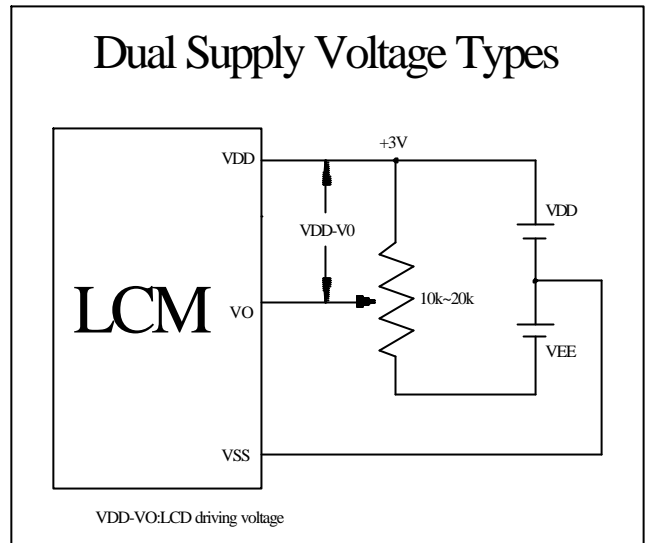 Dual Supply Voltage Types
VDD
+3V
VDD
VDD-V0
LCM
VO
10k~20k
VEE
VSS
VDD-VO:LCD driving voltage